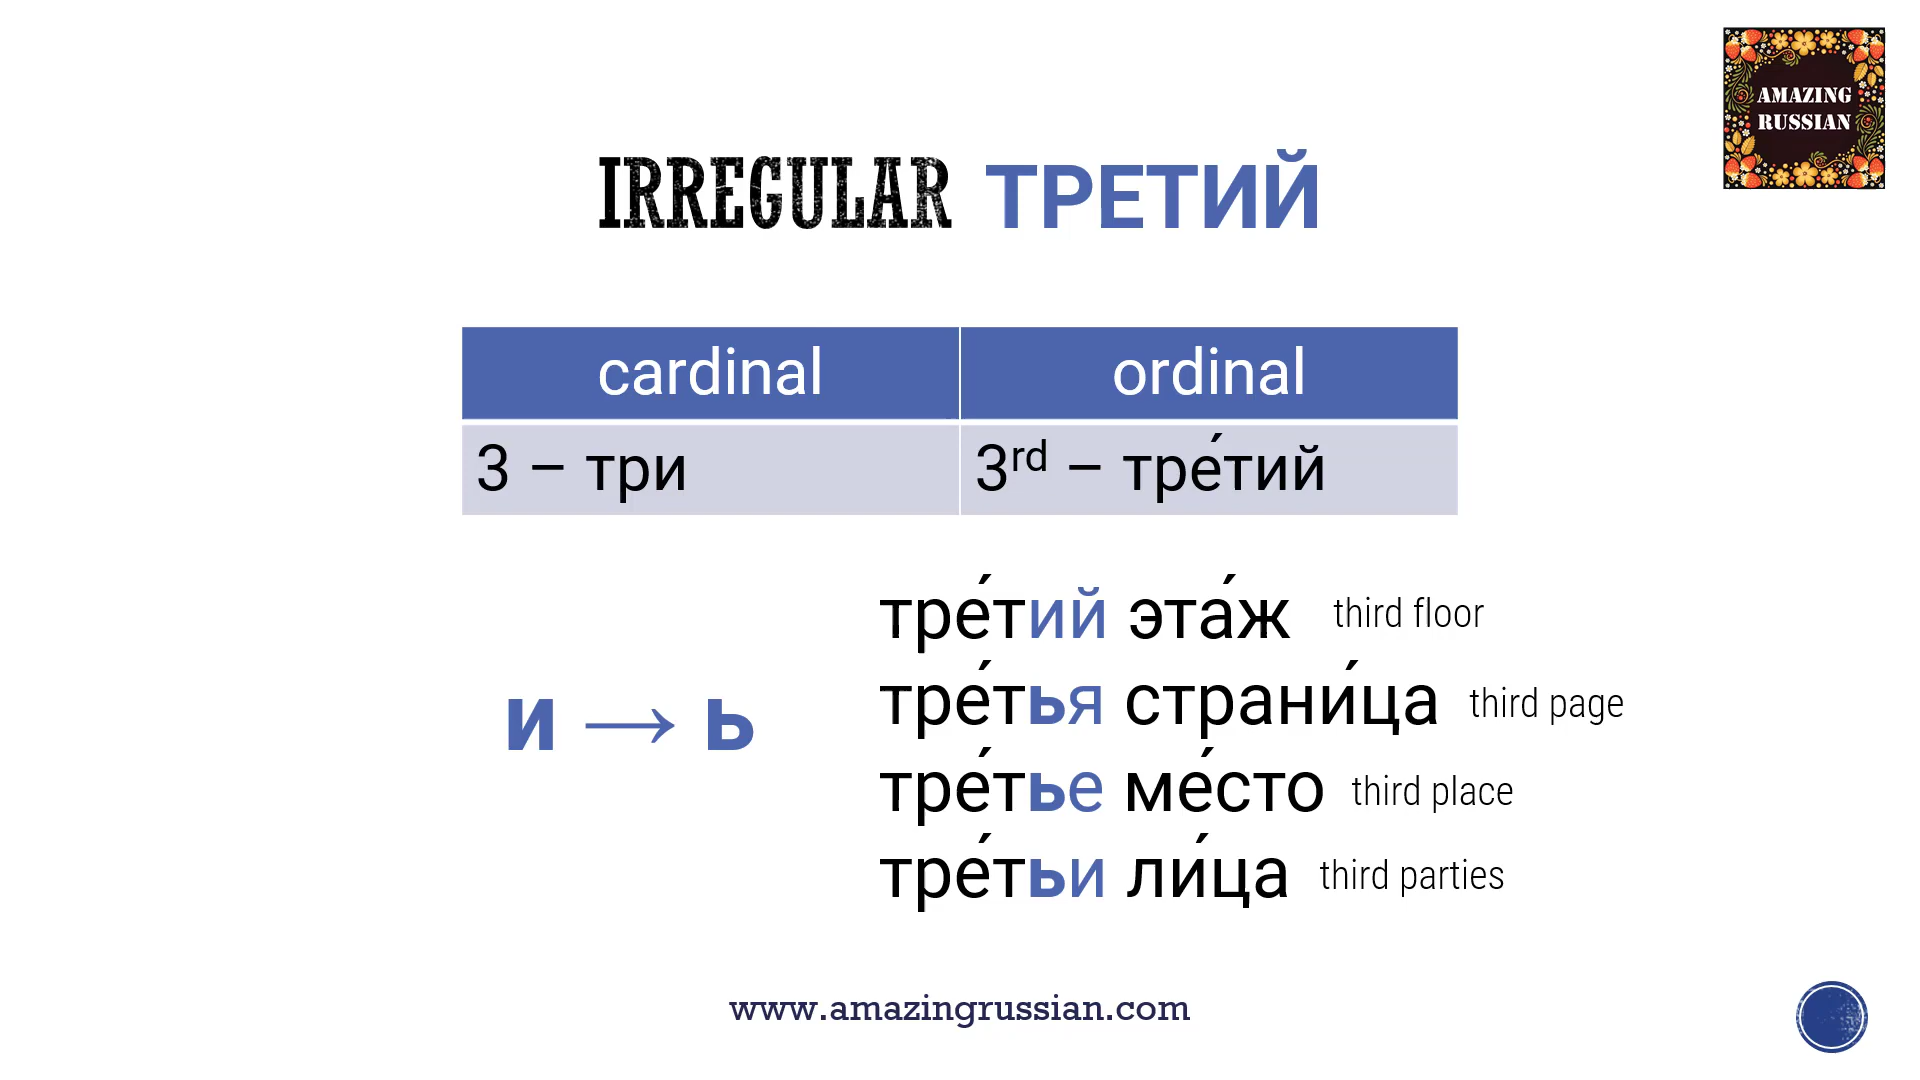 AMAZING
RUSSIAN
IRREGULAR ТРЕТИЙ
cardinal ordinal
3 – три 3rd – тре́тий
тре́тий эта́ж third floor
и → ь
тре́тья страни́ца third page
тре́тье ме́сто third place
тре́тьи ли́ца third parties
www.amazingrussian.com